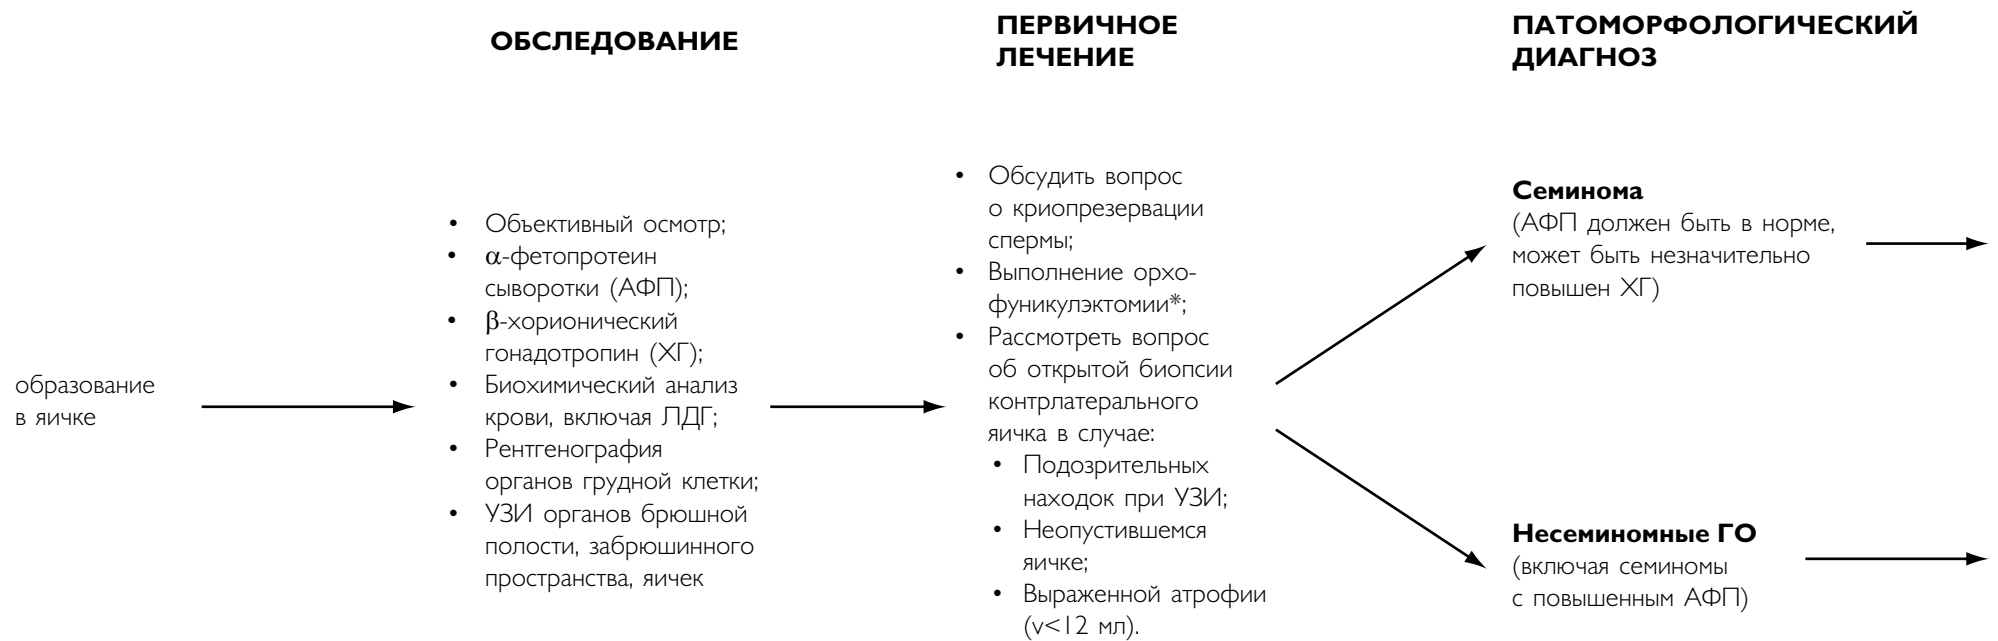 ОБСЛЕДОВАНИЕ
ПЕРВИЧНОЕ
ЛЕЧЕНИЕ
ПАТОМОРФОЛОГИЧЕСКИЙ
ДИАГНОЗ
образование
в яичке
• Объективный осмотр;
• α-фетопротеин
сыворотки (АФП);
• β-хорионический
гонадотропин (ХГ);
• Биохимический анализ
крови, включая ЛДГ;
• Рентгенография
органов грудной клетки;
• УЗИ органов брюшной
полости, забрюшинного
пространства, яичек
• Обсудить вопрос
о криопрезервации
спермы;
• Выполнение орхо-
фуникулэктомии*;
• Рассмотреть вопрос
об открытой биопсии
контрлатерального
яичка в случае:
• Подозрительных
находок при УЗИ;
• Неопустившемся
яичке;
• Выраженной атрофии
(v<12 мл).
Семинома
(АФП должен быть в норме,
может быть незначительно
повышен ХГ)
Несеминомные ГО
(включая семиномы
с повышенным АФП)